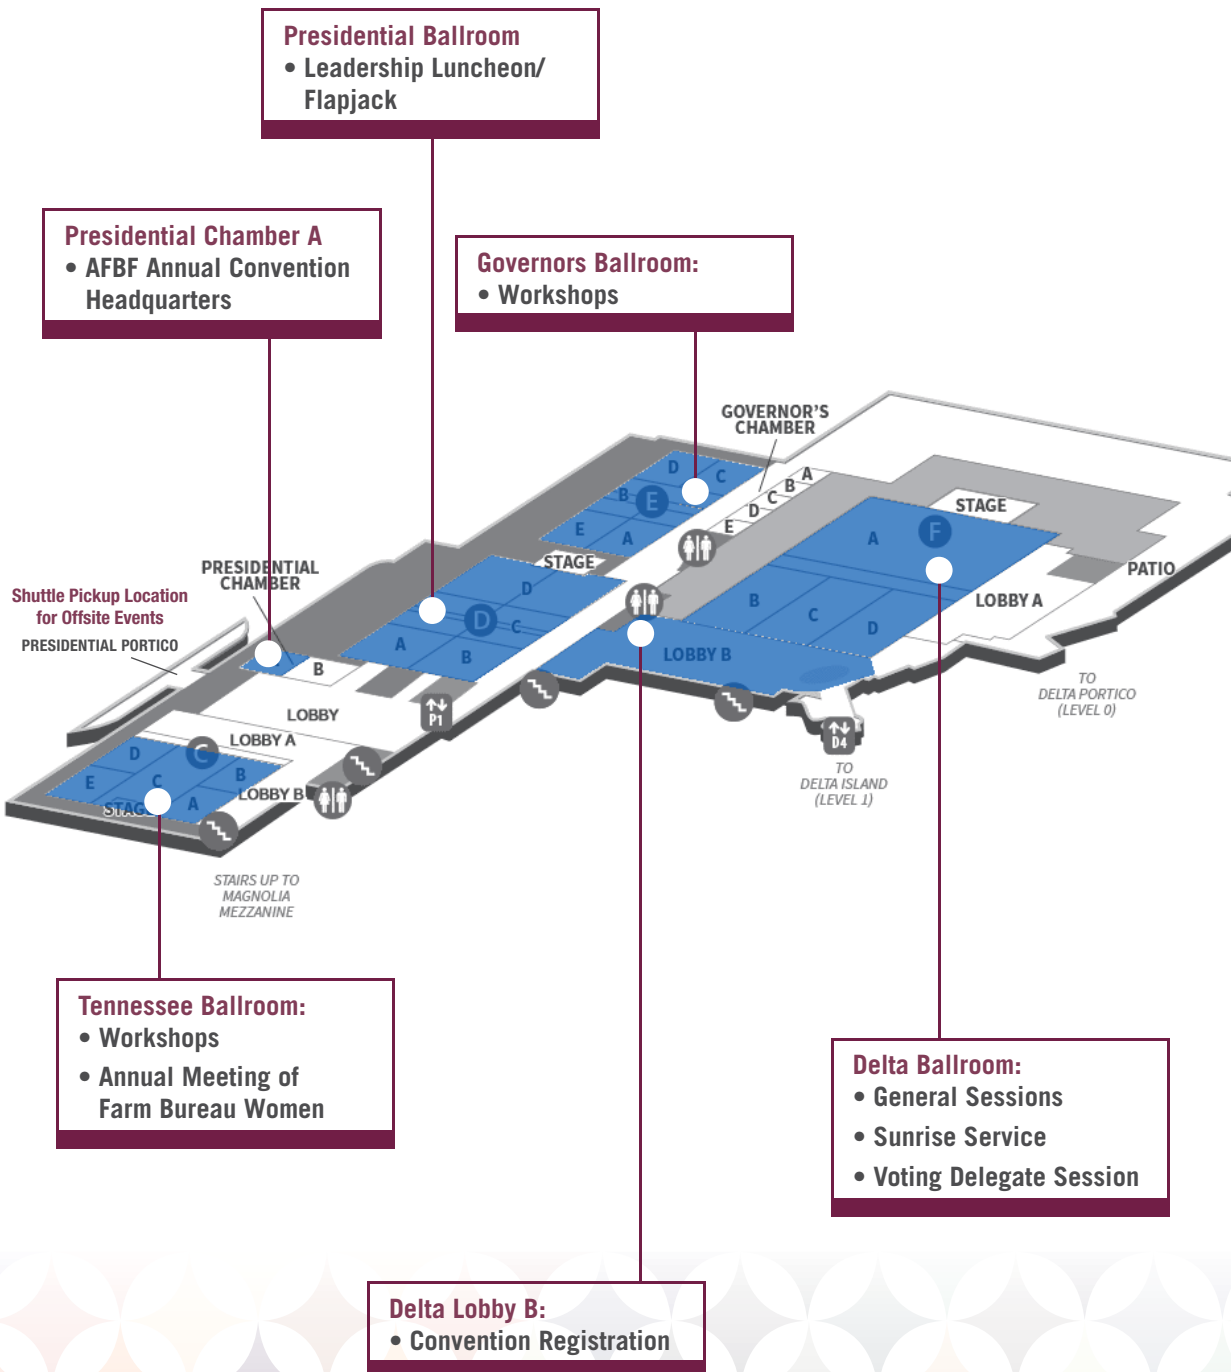 Presidential Ballroom
• Leadership Luncheon/
Flapjack
Presidential Chamber A
• AFBF Annual Convention
Headquarters
Governors Ballroom:
• Workshops
GOVERNOR'S
CHAMBER
A
B
C
D
E
D
C
B
E
E
A
STAGE
A
F
STAGE
B
C
D
LOBBY A
PATIO
STAGE
D
D
C
A
B
LOBBY B
PRESIDENTIAL
CHAMBER
Shuttle Pickup Location
for Offsite Events
PRESIDENTIAL PORTICO
B
LOBBY
P1
LOBBY A
C
D
B
E
C
A
STAGE
LOBBY B
D4
TO
DELTA PORTICO
(LEVEL 0)
TO
DELTA ISLAND
(LEVEL 1)
STAIRS UP TO
MAGNOLIA
MEZZANINE
Tennessee Ballroom:
• Workshops
• Annual Meeting of
Farm Bureau Women
Delta Ballroom:
• General Sessions
• Sunrise Service
• Voting Delegate Session
Delta Lobby B:
• Convention Registration